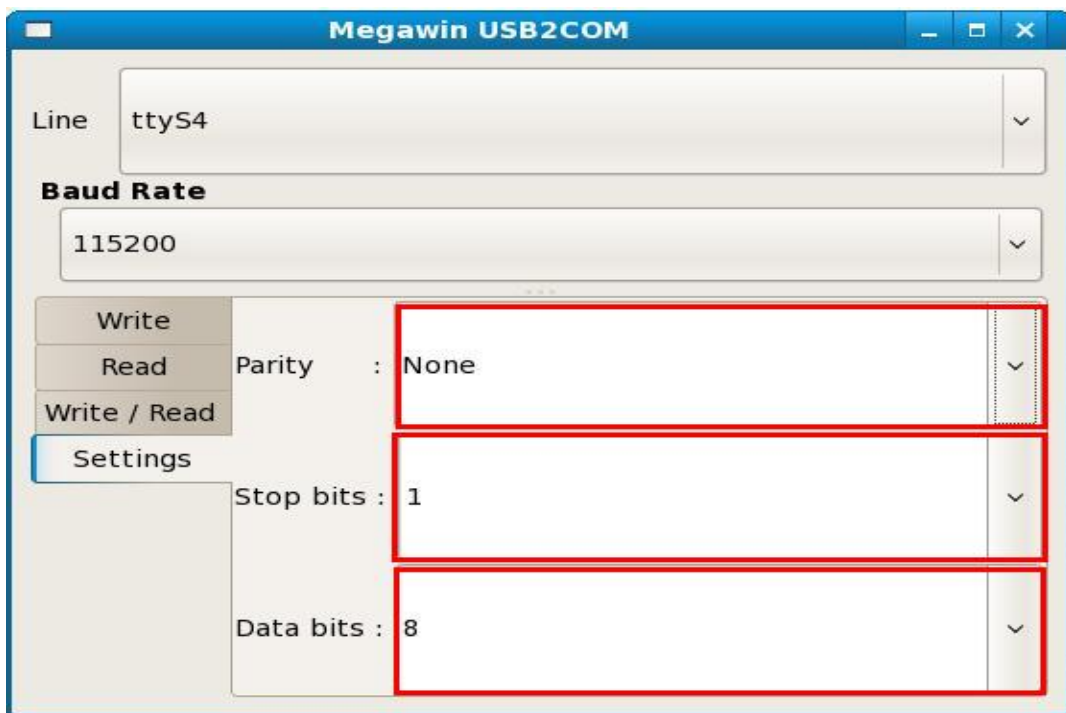 Megawin USB2COM
Line ttyS4
Baud Rate
115200
Write
Read
Write / Read
Settings
Parity : None
Stop bits : 1
Data bits : 8